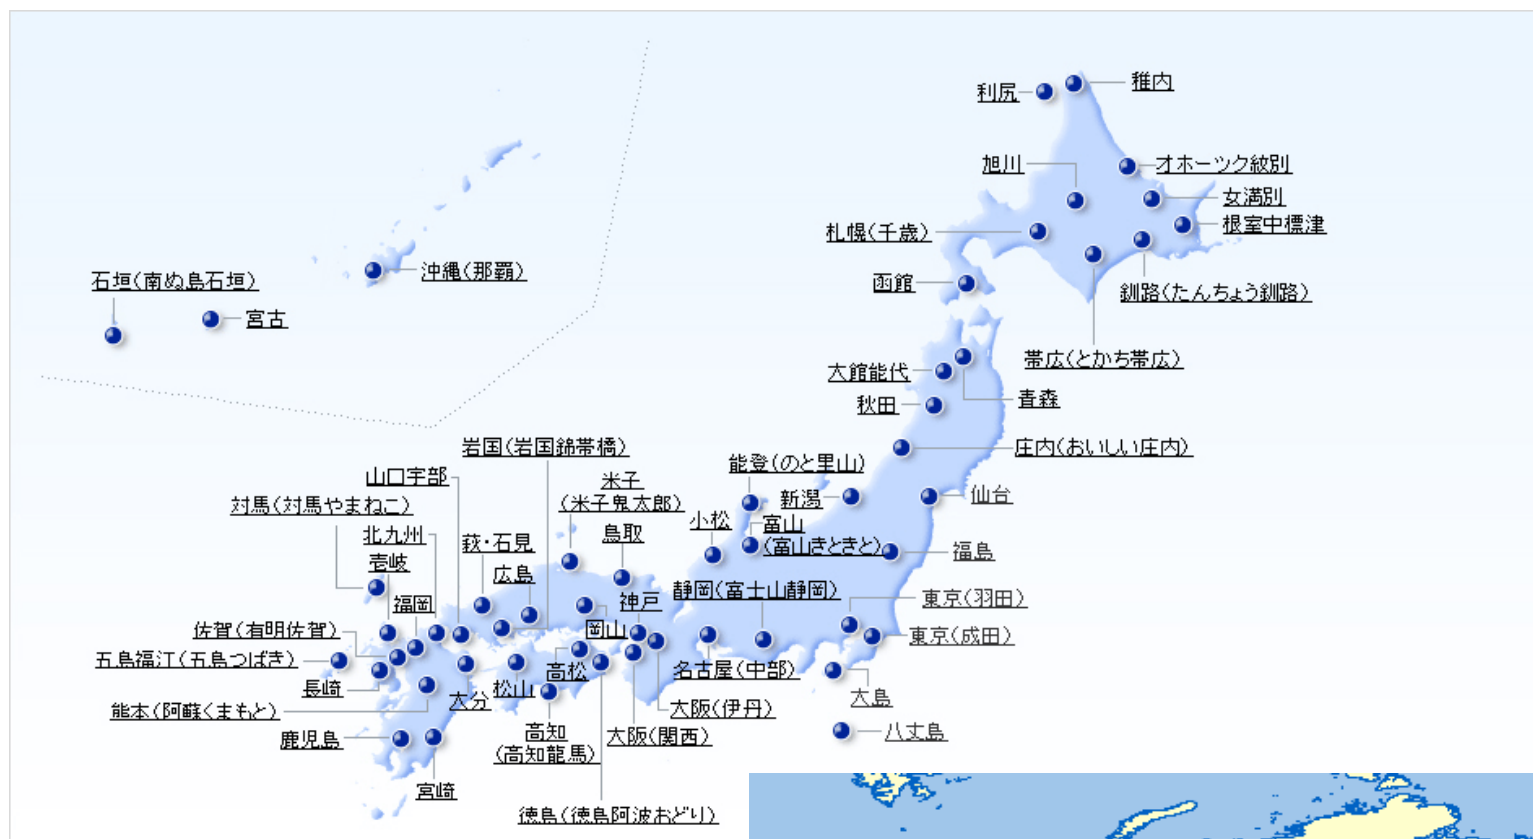 稚内
利尻
旭川
オホーツク紋別
女満別
根室中標津
札幌(千歳)
石垣(南ぬ島石垣)
沖縄(那覇)
函館
釧路(たんちょう釧路)
宮古
帯広(とかち帯広)
大館能代
青森
秋田
岩国(岩国錦帯橋)
庄内(おいしい庄内)
能登(のと里山)
山口宇部
米子
(米子鬼太郎)
新潟
仙台
対馬(対馬やまねこ)
小松
富山
(富山きときと)
北九州
鳥取
萩・石見
福島
壱岐
広島
静岡(富士山静岡)
福岡
神戸
東京(羽田)
佐賀(有明佐賀)
岡山
東京(成田)
五島福江(五島つばき)
高松
名古屋(中部)
長崎
大分
松山
大島
熊本(阿蘇くまもと)
大阪(伊丹)
鹿児島
高知
(高知龍馬)
大阪(関西)
八丈島
宮崎
徳島(徳島阿波おどり)